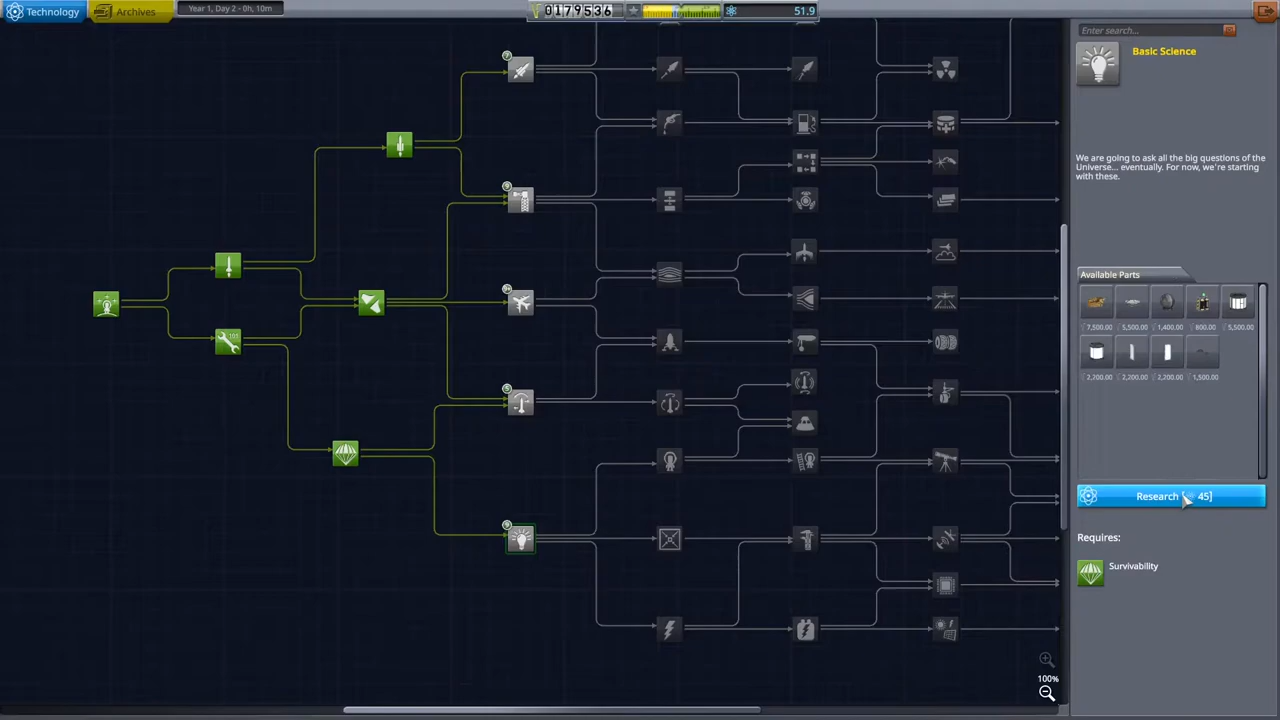 Technology
Archives
Year 1, Day 2 - 0h, 10m
0179536
51.9
Enter search...
Basic Science
We are going to ask all the big questions of the
Universe... eventually. For now, we're starting
with these.
Available Parts
7,500.00
5,500.00
1,400.00
800.00
5,500.00
2,200.00
2,200.00
2,200.00
1,500.00
Research [ 45]
Requires:
Survivability
100%